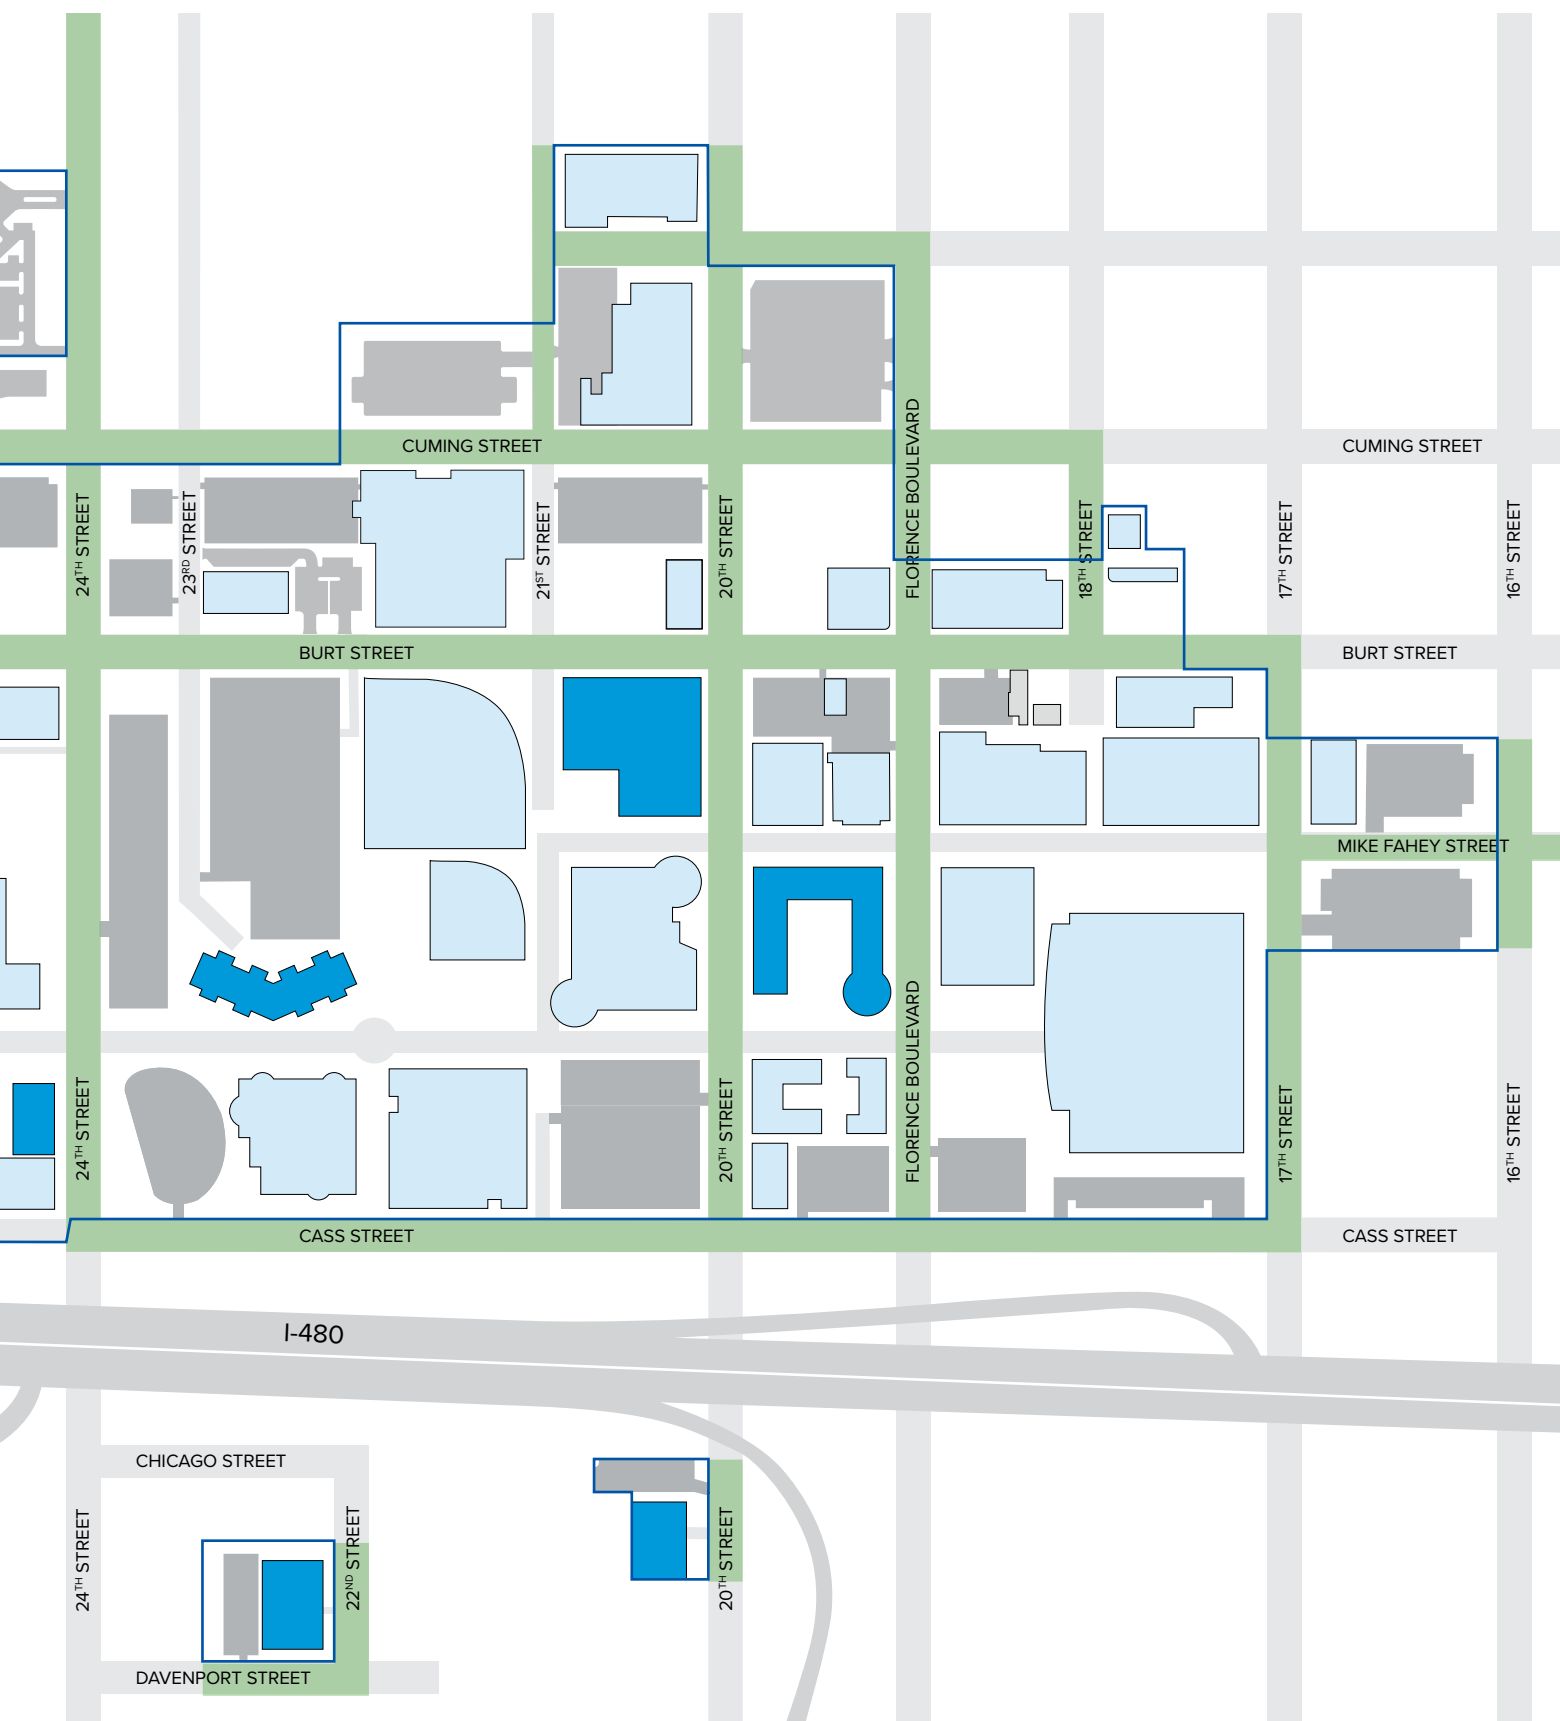 CUMING STREET
CUMING STREET
FLORENCE BOULEVARD
24TH STREET
23RD STREET
21ST STREET
20TH STREET
18TH STREET
17TH STREET
16TH STREET
BURT STREET
BURT STREET
MIKE FAHEY STREET
FLORENCE BOULEVARD
24TH STREET
20TH STREET
17TH STREET
16TH STREET
CASS STREET
CASS STREET
I-480
CHICAGO STREET
24TH STREET
22ND STREET
20TH STREET
DAVENPORT STREET